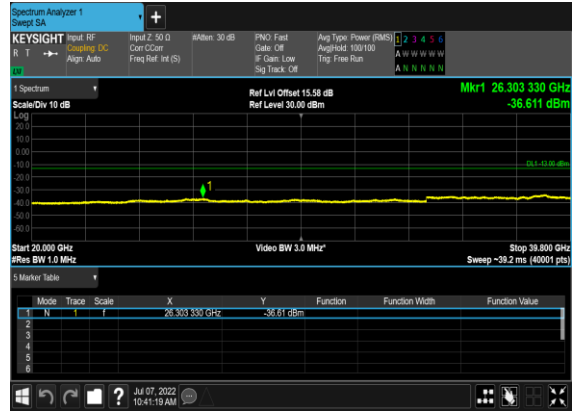 Spectrum Analyzer 1
Swept SA
+
KEYSIGHT Input: RF Input Z: 50 Ω #Atten: 30 dB PNO: Fast Avg Type: Power (RMS) 1 2 3 4 5 6
R T Coupling: DC Corr CCorr Gate: Off Avg|Hold: 100/100 A W W W W W
Align: Auto Freq Ref: Int (S) IF Gain: Low Trig: Free Run
LXI Sig Track: Off A N N N N N
1 Spectrum Ref Lvl Offset 15.58 dB Mkr1 26.303 330 GHz
Scale/Div 10 dB Ref Level 30.00 dBm -36.611 dBm
Log
20.0
10.0
0.00
-10.0 DL1 -13.00 dBm
-20.0
-30.0 1
-40.0
-50.0
-60.0
Start 20.000 GHz Video BW 3.0 MHz* Stop 39.800 GHz
#Res BW 1.0 MHz Sweep ~39.2 ms (40001 pts)
5 Marker Table
Mode Trace Scale X Y Function Function Width Function Value
1 N 1 f 26.303 330 GHz -36.61 dBm
2
3
4
5
6
? Jul 07, 2022
10:41:19 AM